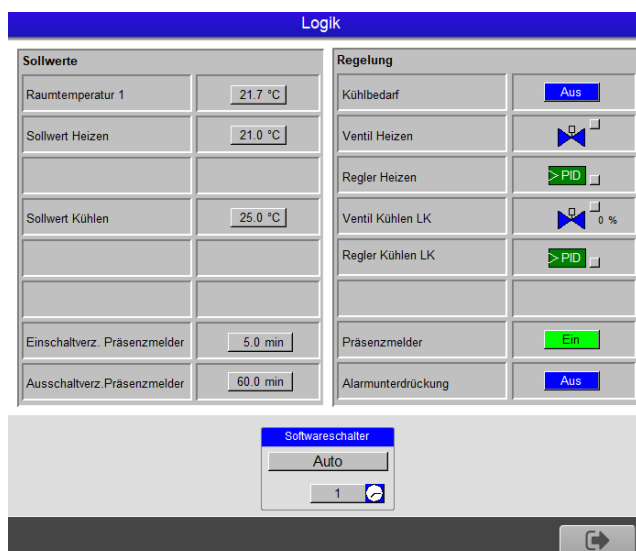 Logik
Sollwerte
Raumtemperatur 1 21.7 °C
Sollwert Heizen 21.0 °C
Sollwert Kühlen 25.0 °C
Einschaltverz. Präsenzmelder 5.0 min
Ausschaltverz.Präsenzmelder 60.0 min
Regelung
Kühlbedarf Aus
Ventil Heizen
Regler Heizen PID
Ventil Kühlen LK 0 %
Regler Kühlen LK PID
Präsenzmelder Ein
Alarmunterdrückung Aus
Softwareschalter
Auto
1